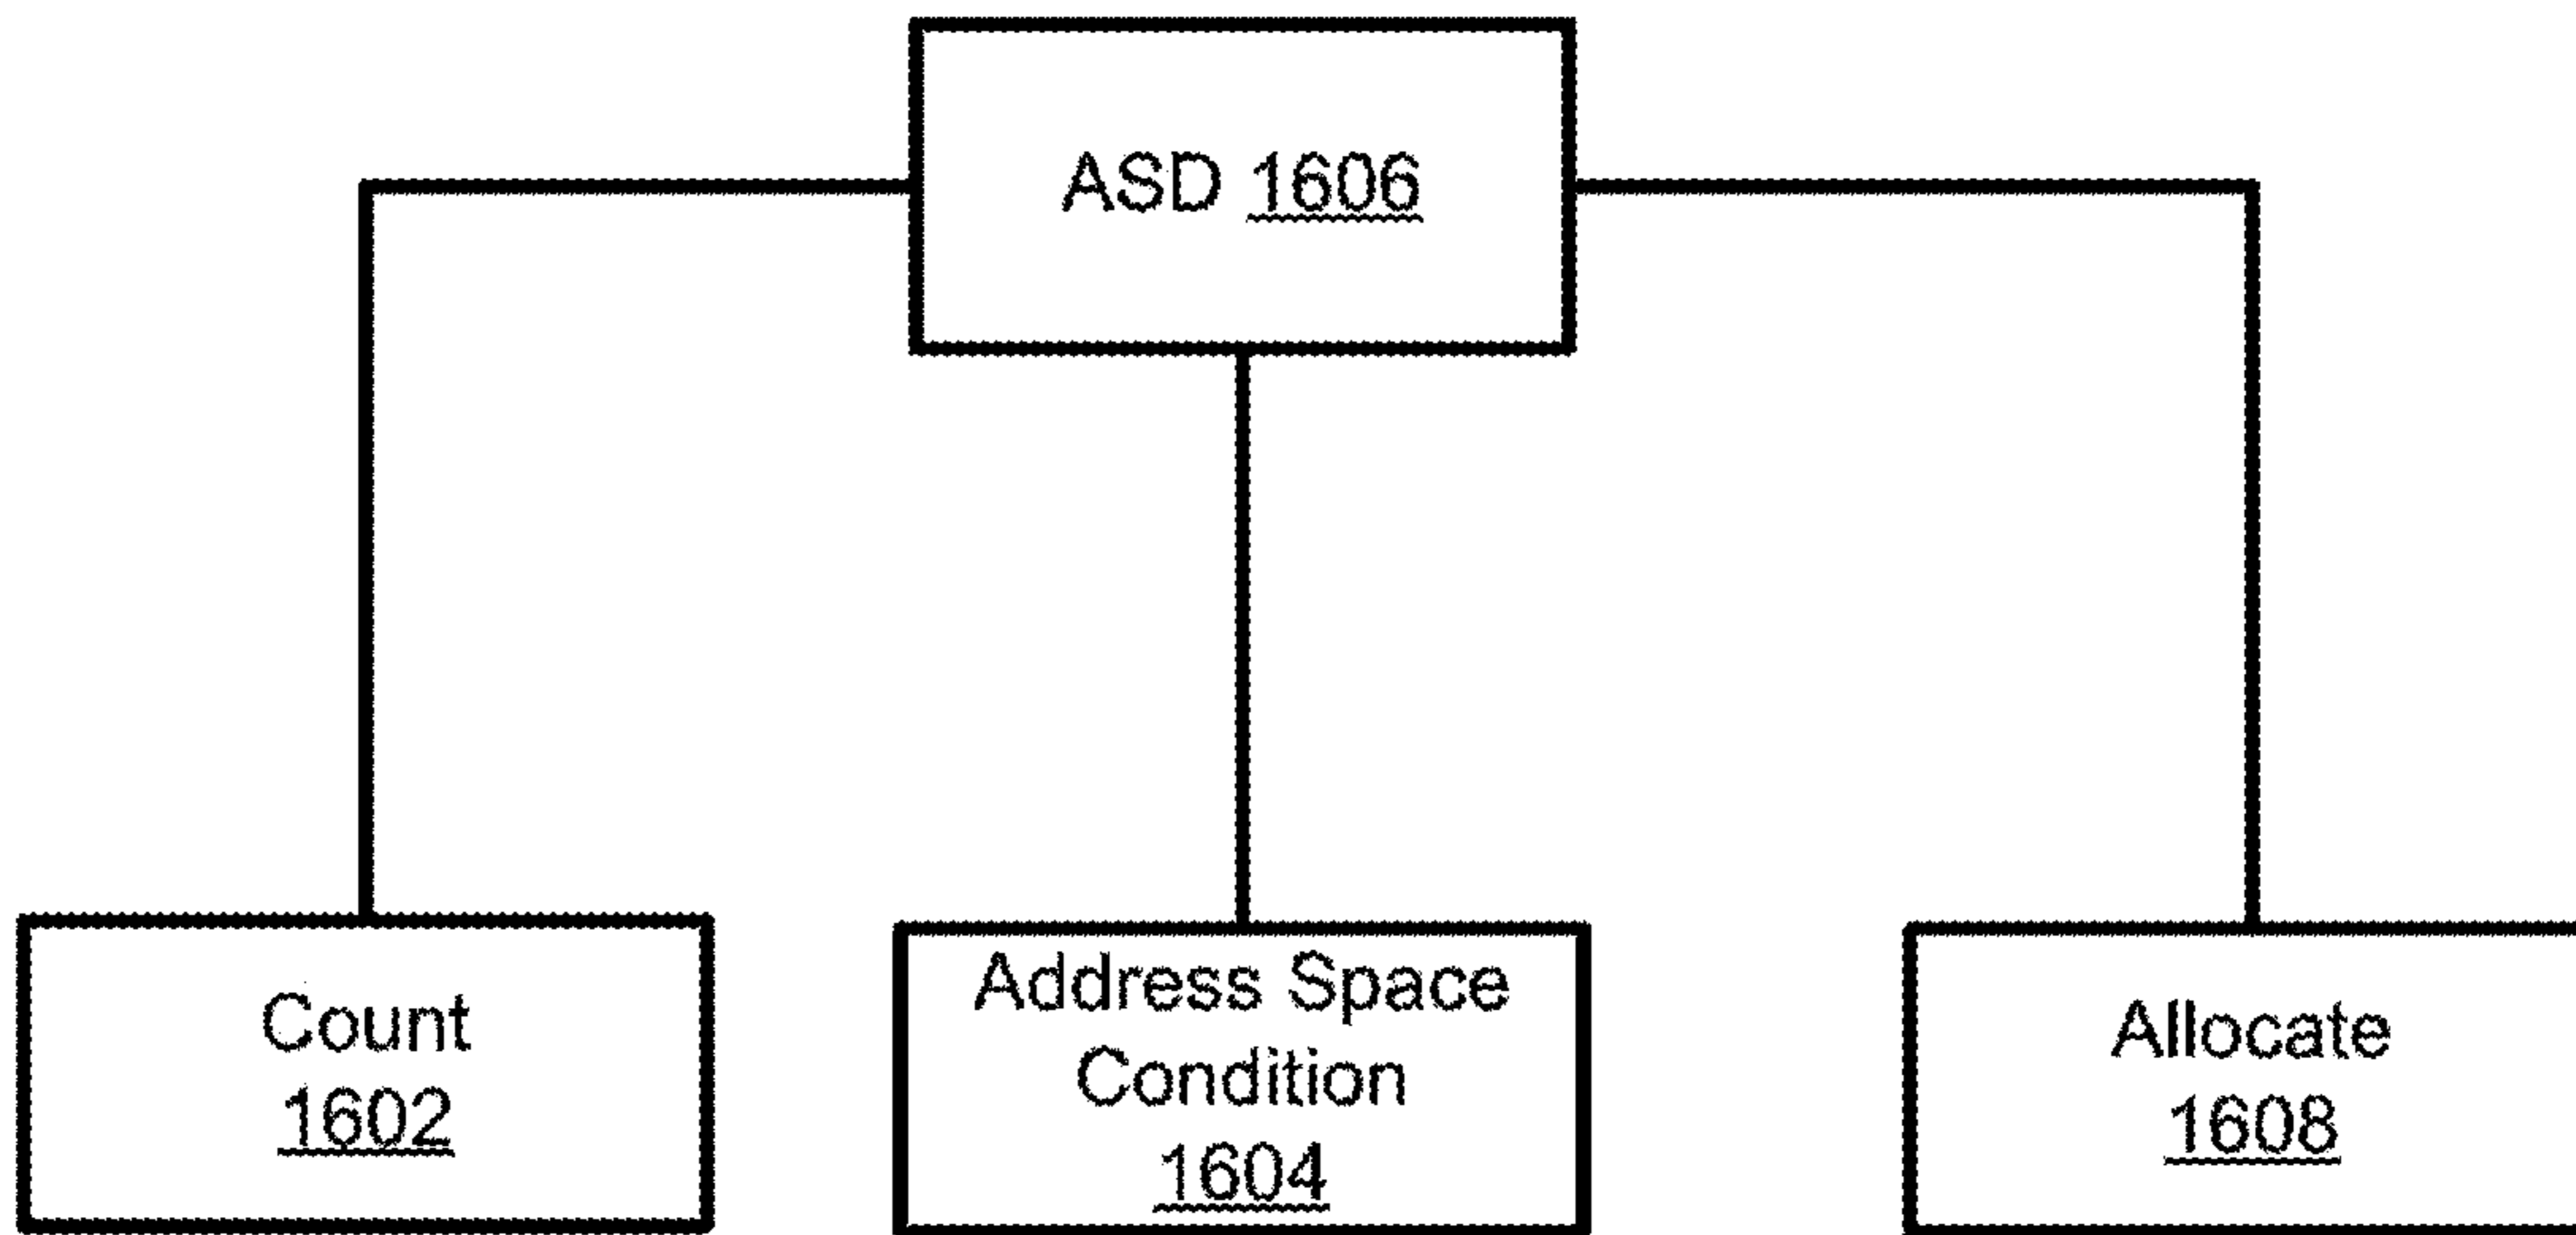 ASD 1606
Count
1602
Address Space
Condition
1604
Allocate
1608